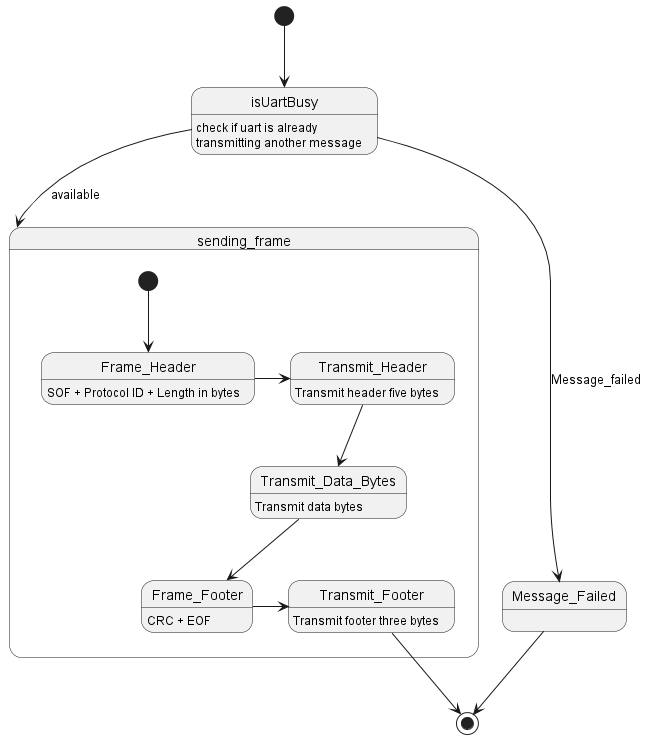 isUartBusy
check if uart is already
transmitting another message
available
sending_frame
Frame_Header
SOF + Protocol ID + Length in bytes
Transmit_Header
Transmit header five bytes
Message_failed
Transmit_Data_Bytes
Transmit data bytes
Frame_Footer
CRC + EOF
Transmit_Footer
Transmit footer three bytes
Message_Failed